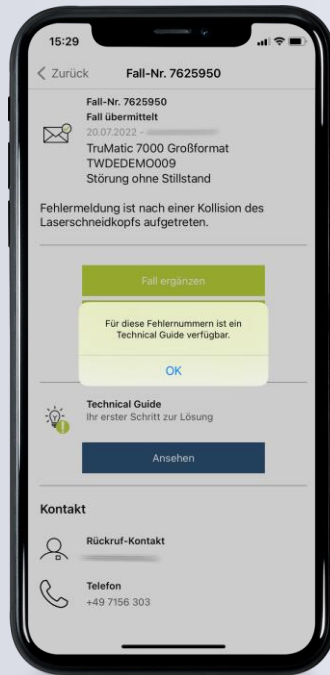 15:29
Zurück
Fall-Nr. 7625950
Fall-Nr. 7625950
Fall übermittelt
20.07.2022 -
TruMatic 7000 Großformat
TWDEDEMO009
Störung ohne Stillstand
Fehlermeldung ist nach einer Kollision des
Laserschneidkopfs aufgetreten.
Fall ergänzen
Für diese Fehlernummern ist ein
Technical Guide verfügbar.
OK
Technical Guide
Ihr erster Schritt zur Lösung
Ansehen
Kontakt
Rückruf-Kontakt
Telefon
+49 7156 303